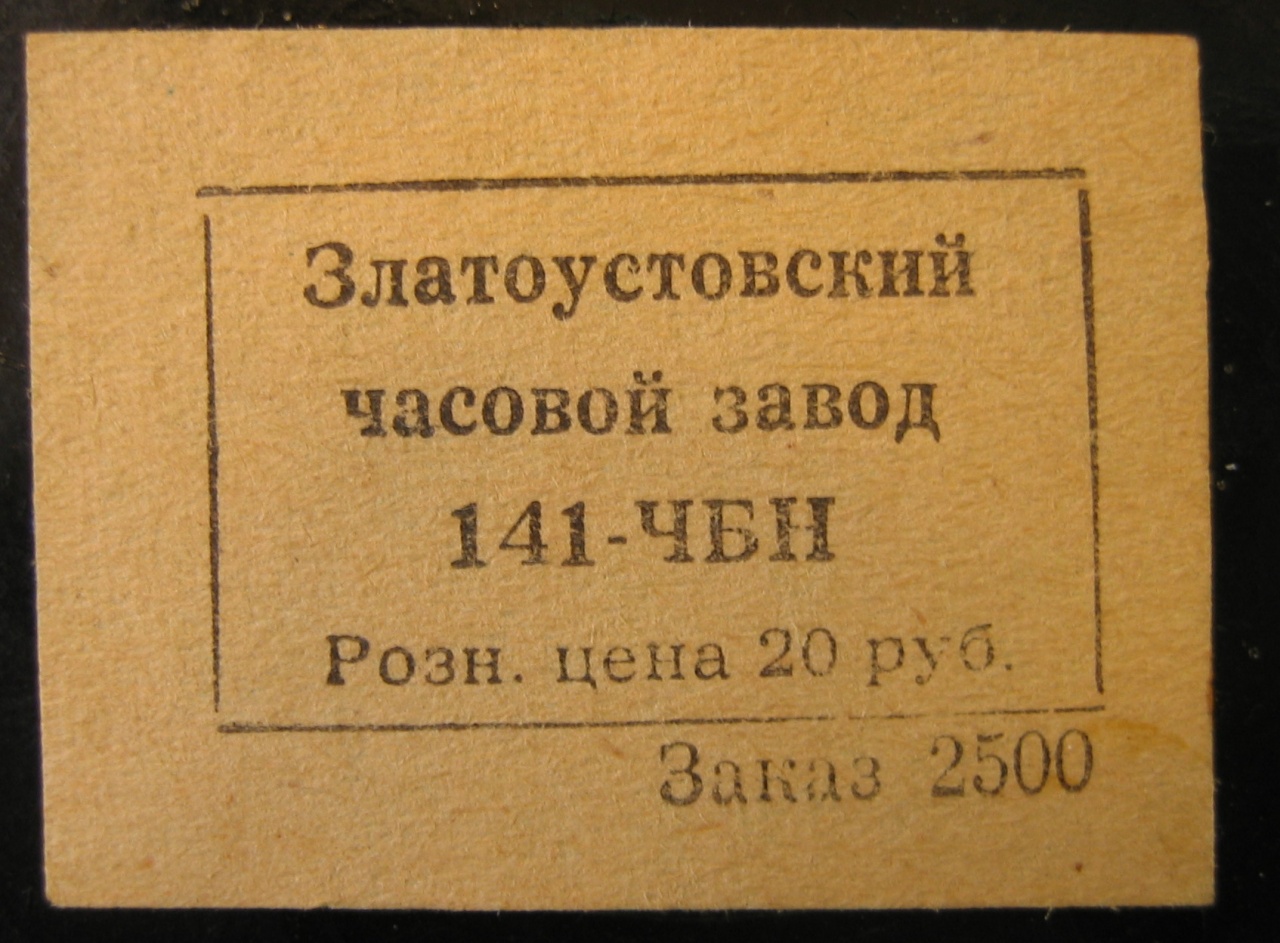 Златоустовский
часовой завод
141-ЧБН
Розн. цена 20 руб.
Заказ 2500